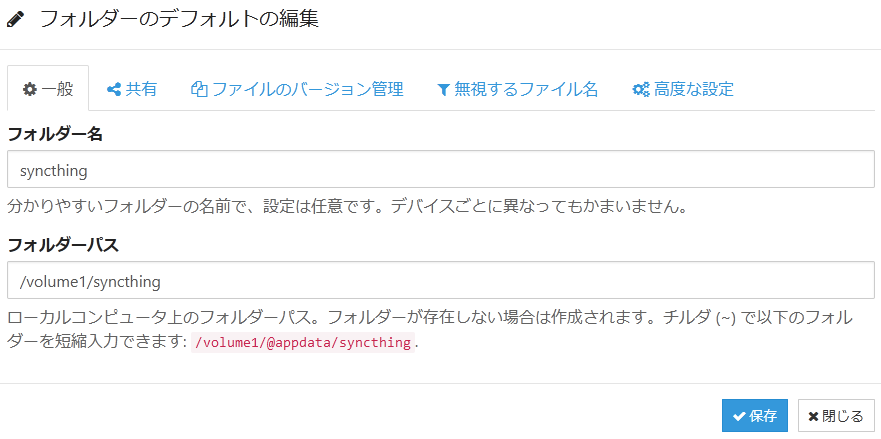 フォルダーのデフォルトの編集
一般 共有 ファイルのバージョン管理 無視するファイル名 高度な設定
フォルダー名
syncthing
分かりやすいフォルダーの名前で、設定は任意です。デバイスごとに異なってもかまいません。
フォルダーパス
/volume1/syncthing
ローカルコンピュータ上のフォルダーパス。フォルダーが存在しない場合は作成されます。チルダ (~) で以下のフォル
ダーを短縮入力できます: /volume1/@appdata/syncthing.
保存 閉じる